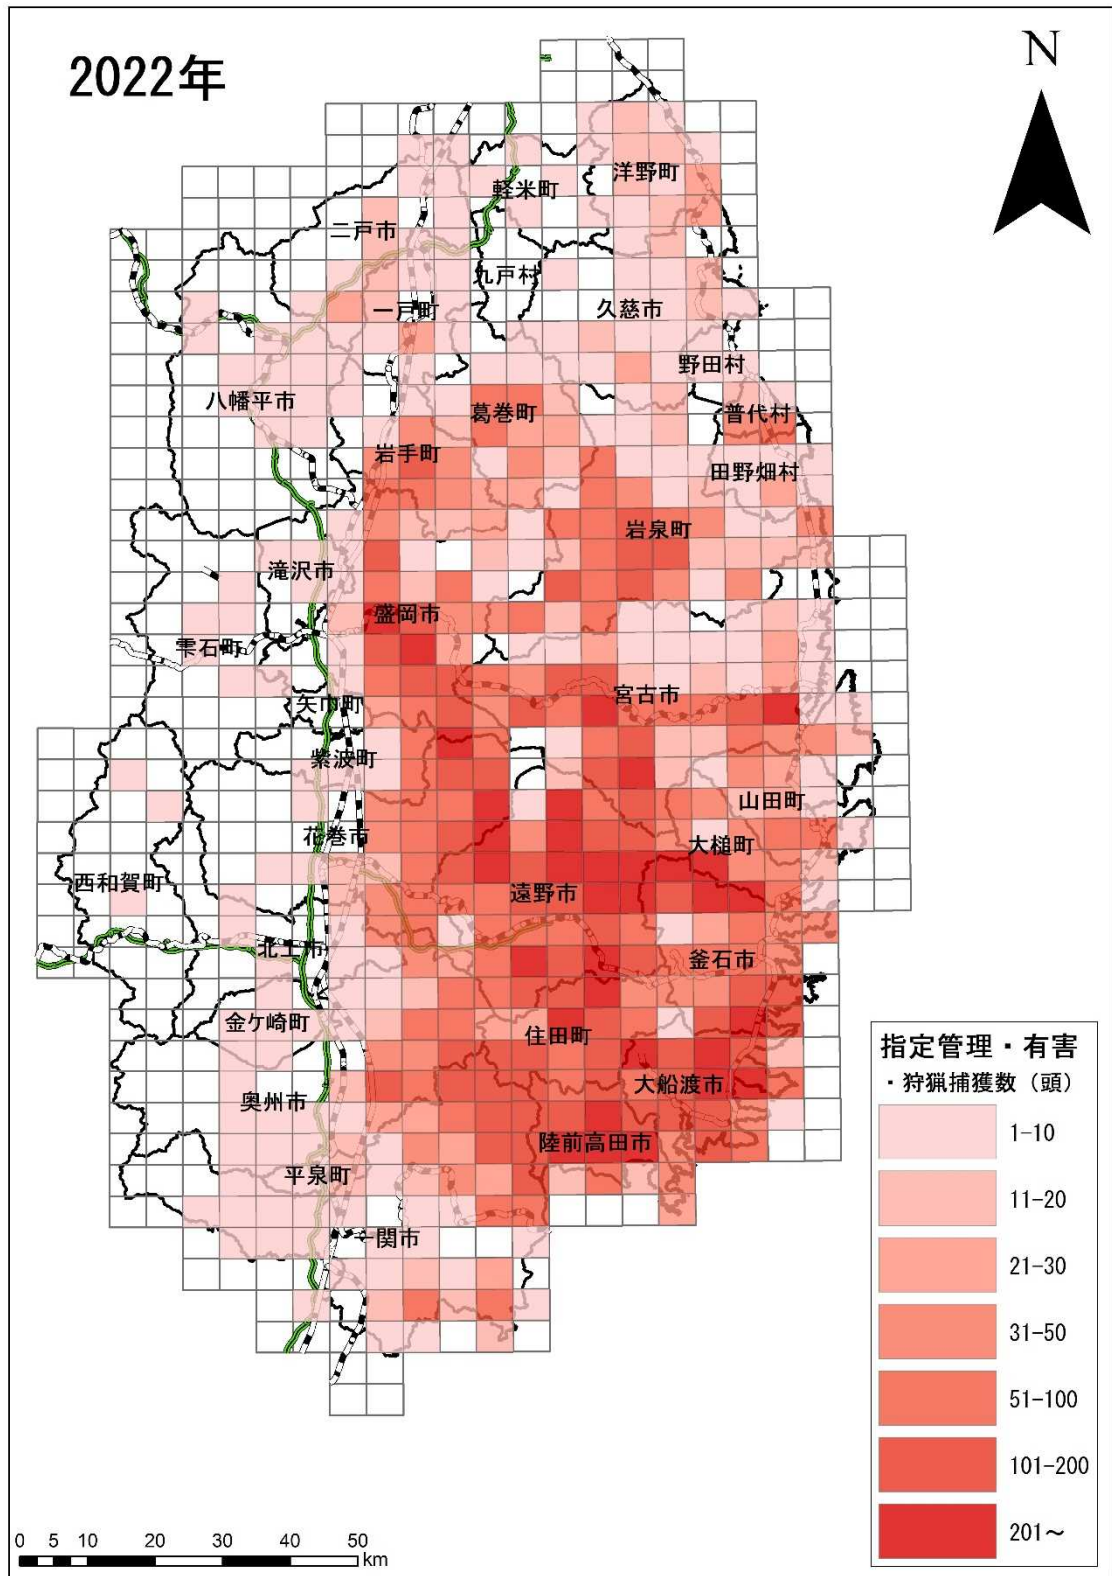 2022年
N
洋野町
軽米町
二戸市
九戸村
一戸町
久慈市
野田村
八幡平市
葛巻町
普代村
岩手町
田野畑村
岩泉町
滝沢市
盛岡市
雫石町
宮古市
矢巾町
紫波町
山田町
花巻市
大槌町
西和賀町
遠野市
北上市
釜石市
金ケ崎町
住田町
大船渡市
奥州市
陸前高田市
平泉町
一関市
指定管理・有害
・狩猟捕獲数（頭）
1-10
11-20
21-30
31-50
51-100
101-200
201～
0 5 10 20 30 40 50
km